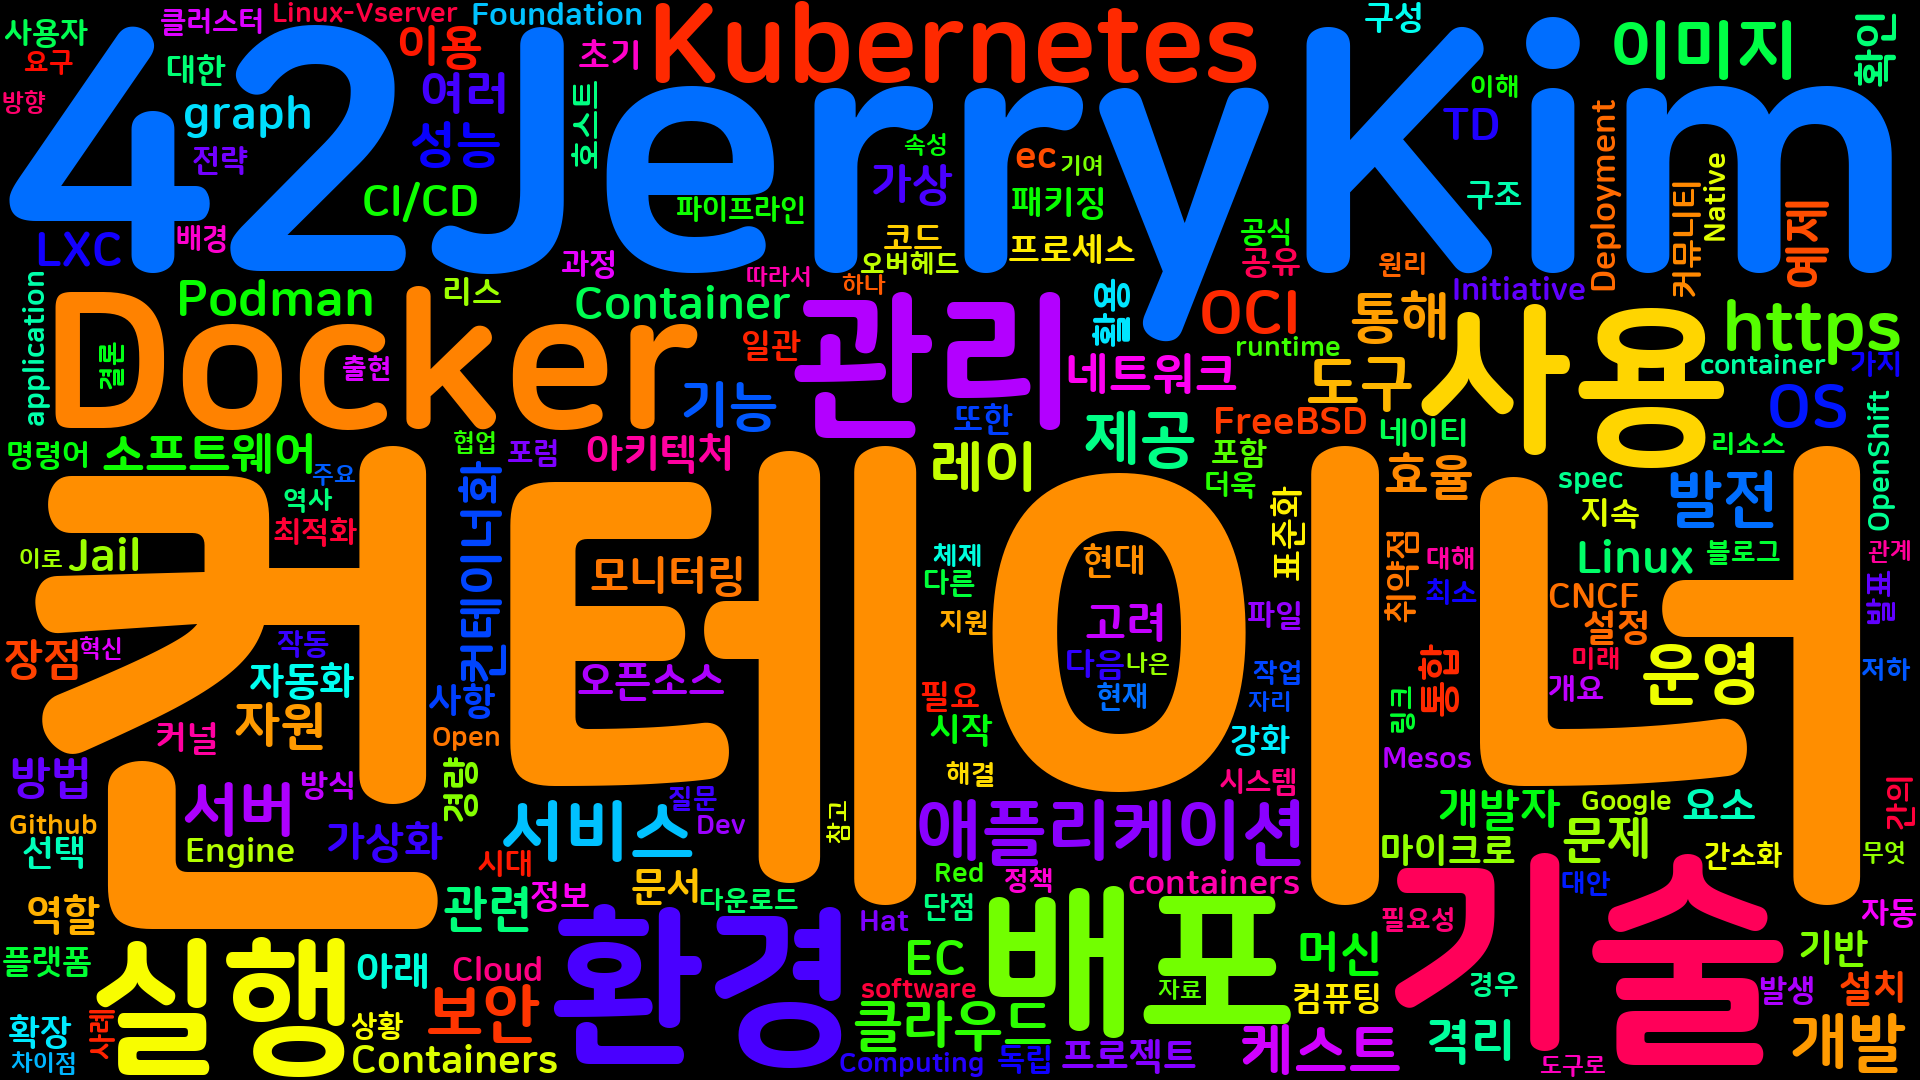 사용자
클러스터
Linux-Vserver
Foundation
Kubernetes
구성
이미지
확인
요구
대한
이용
초기
42JerryKim
방향
graph
여러
호스트
이해
전략
성능
속성
ec
기여
TD
Deployment
가상
CI/CD
파이프라인
패키징
구조
커뮤니티
Native
예제
LXC
배경
코드
프로세스
공식
과정
오버헤드
공유
원리
따라서
하나
Initiative
application
Podman
리스
Container
활용
OCI
통해
https
Docker
관리
사용
결론
출현
일관
runtime
네트워크
도구
container
가지
기능
또한
제공
FreeBSD
네이티
OS
OpenShift
명령어
소프트웨어
협업
포럼
아키텍처
레이
포함
리소스
주요
더욱
효율
발전
역사
최적화
컨테이너화
표준화
spec
지속
컨테이너
이로
Jail
모니터링
체제
다른
현대
취약점
대해
최소
Linux
블로그
관계
CNCF
발표
장점
혁신
작동
지원
고려
파일
설정
자동화
오픈소스
다음
나은
작업
통합
미래
운영
저하
사항
필요
현재
자리
링크
개요
커널
자원
Open
시작
강화
방법
서버
방식
경량
해결
시스템
Mesos
질문
Github
가상화
서비스
Dev
참고
애플리케이션
개발자
Google
요소
간의
선택
Engine
시대
마이크로
문제
간소화
무엇
역할
관련
정보
문서
다운로드
Red
정책
containers
대안
단점
Hat
필요성
기술
자동
플랫폼
실행
아래
Cloud
환경
EC
배포
머신
기반
software
자료
컴퓨팅
경우
발생
설치
확장
사례
상황
보안
클라우드
차이점
Containers
Computing
독립
프로젝트
케스트
격리
도구로
개발